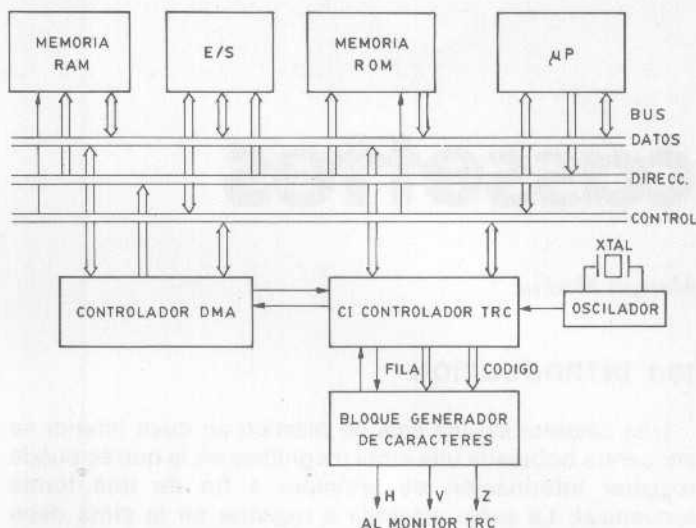 MEMORIA
RAM
E/S
MEMORIA
ROM
µP
BUS
DATOS
DIRECC.
CONTROL
XTAL
CONTROLADOR DMA
CI CONTROLADOR TRC
OSCILADOR
FILA
CODIGO
BLOQUE GENERADOR
DE CARACTERES
H
V
Z
AL MONITOR TRC